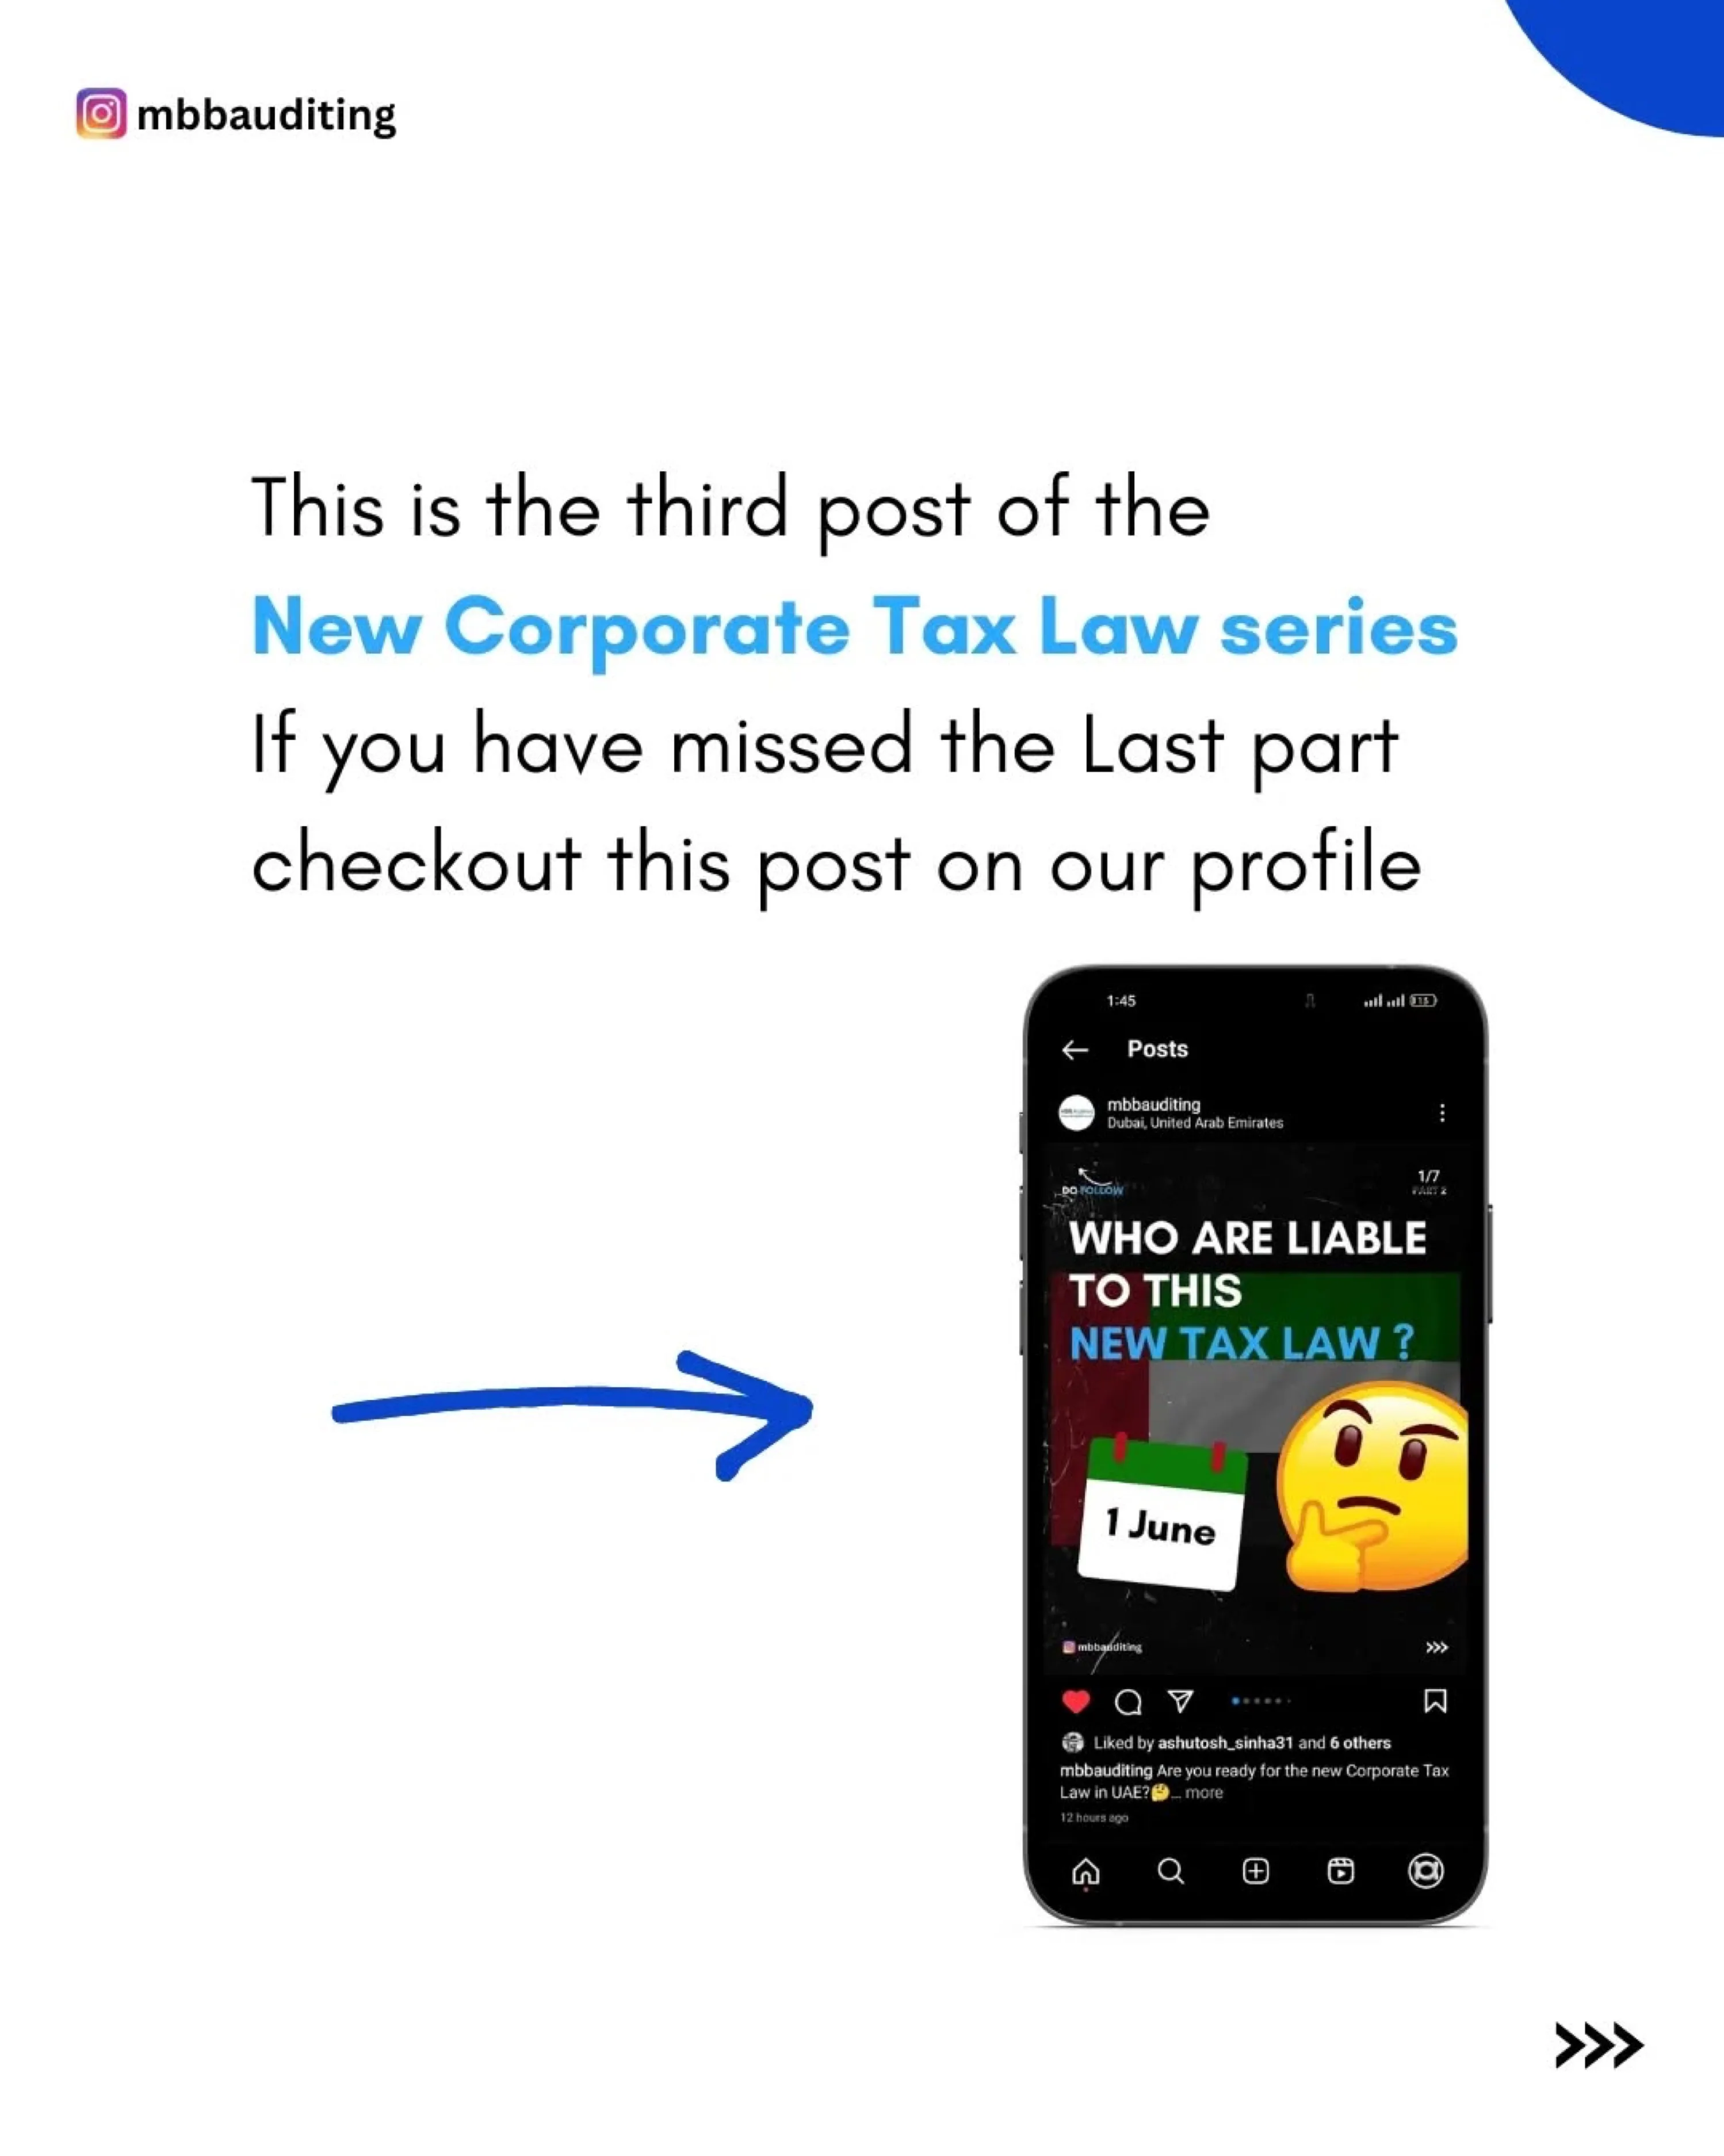 mbbauditing
This is the third post of the
New Corporate Tax Law series
If you have missed the Last part
checkout this post on our profile
1:45
15
Posts
mbbauditing
Dubai, United Arab Emirates
DO FOLLOW
1/7
PART 2
WHO ARE LIABLE
TO THIS
NEW TAX LAW ?
1 June
mbbauditing
Liked by ashutosh_sinha31 and 6 others
mbbauditing Are you ready for the new Corporate Tax
Law in UAE?🤔... more
12 hours ago